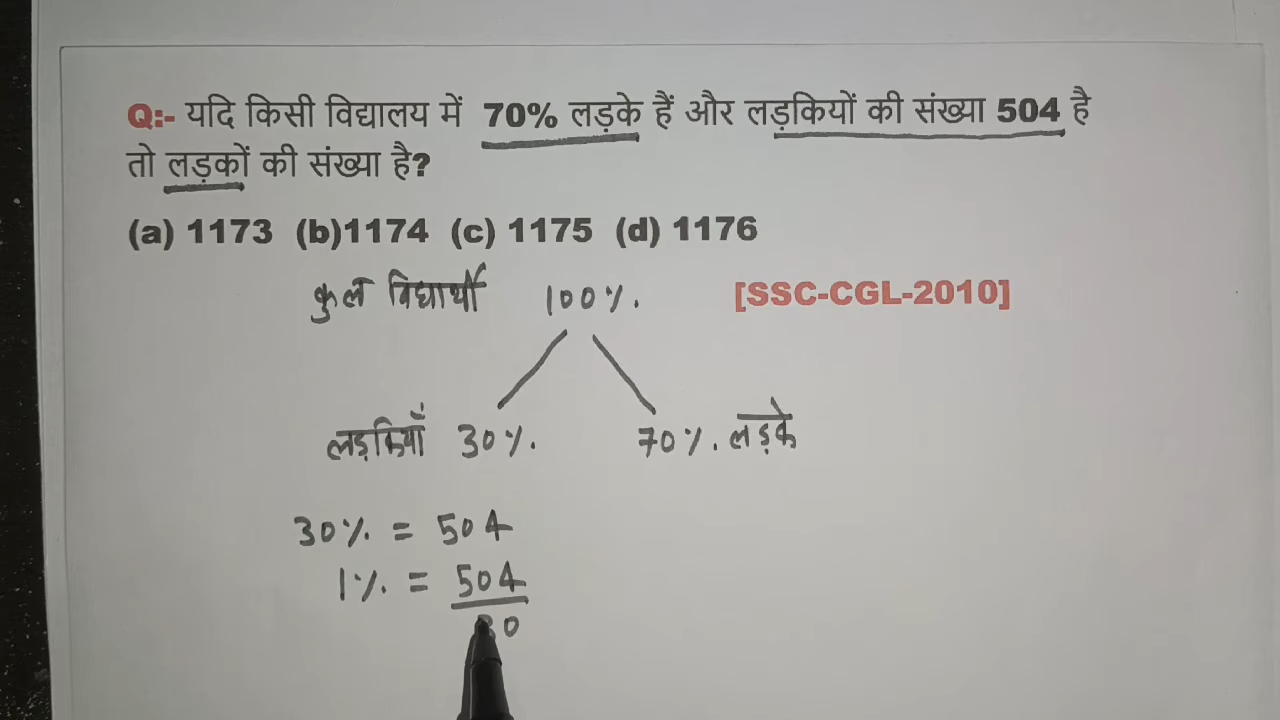 Q:- यदि किसी विद्यालय में 70% लड़के हैं और लड़कियों की संख्या 504 है
तो लड़कों की संख्या है?
(a) 1173 (b)1174 (c) 1175 (d) 1176
कुल विद्यार्थी 100%.
[SSC-CGL-2010]
लड़कियाँ 30%. 70%. लड़के
30%. = 504
1%. = 504
30